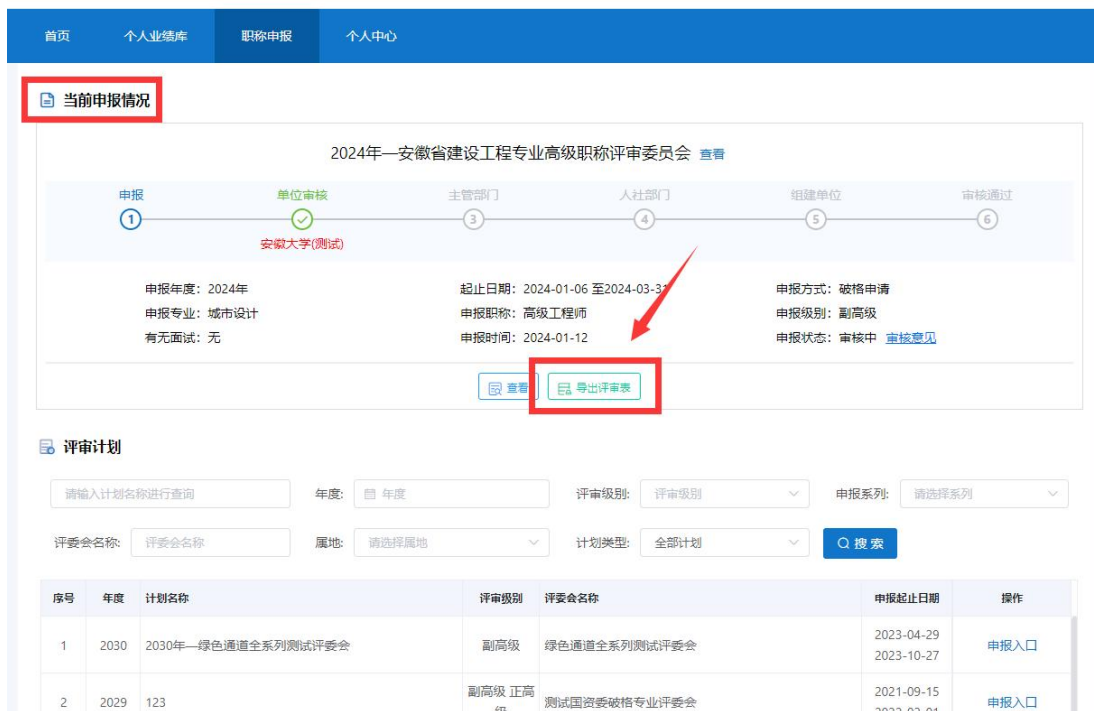 首页 个人业绩库 职称申报 个人中心
当前申报情况
2024年—安徽省建设工程专业高级职称评审委员会 查看
申报 单位审核 主管部门 人社部门 组建单位 审核通过
1 3 4 5 6
安徽大学(测试)
申报年度：2024年 起止日期：2024-01-06 至2024-03-31 申报方式：破格申请
申报专业：城市设计 申报职称：高级工程师 申报级别：副高级
有无面试：无 申报时间：2024-01-12 申报状态：审核中 审核意见
查看 导出评审表
评审计划
请输入计划名称进行查询 年度: 年度 评审级别: 评审级别 申报系列: 请选择系列
评委会名称: 评委会名称 属地: 请选择属地 计划类型: 全部计划 搜索
序号 年度 计划名称 评审级别 评委会名称 申报起止日期 操作
1 2030 2030年—绿色通道全系列测试评委会 副高级 绿色通道全系列测试评委会 2023-04-29 2023-10-27 申报入口
2 2029 123 副高级 正高 测试国资委破格专业评委会 2021-09-15 申报入口